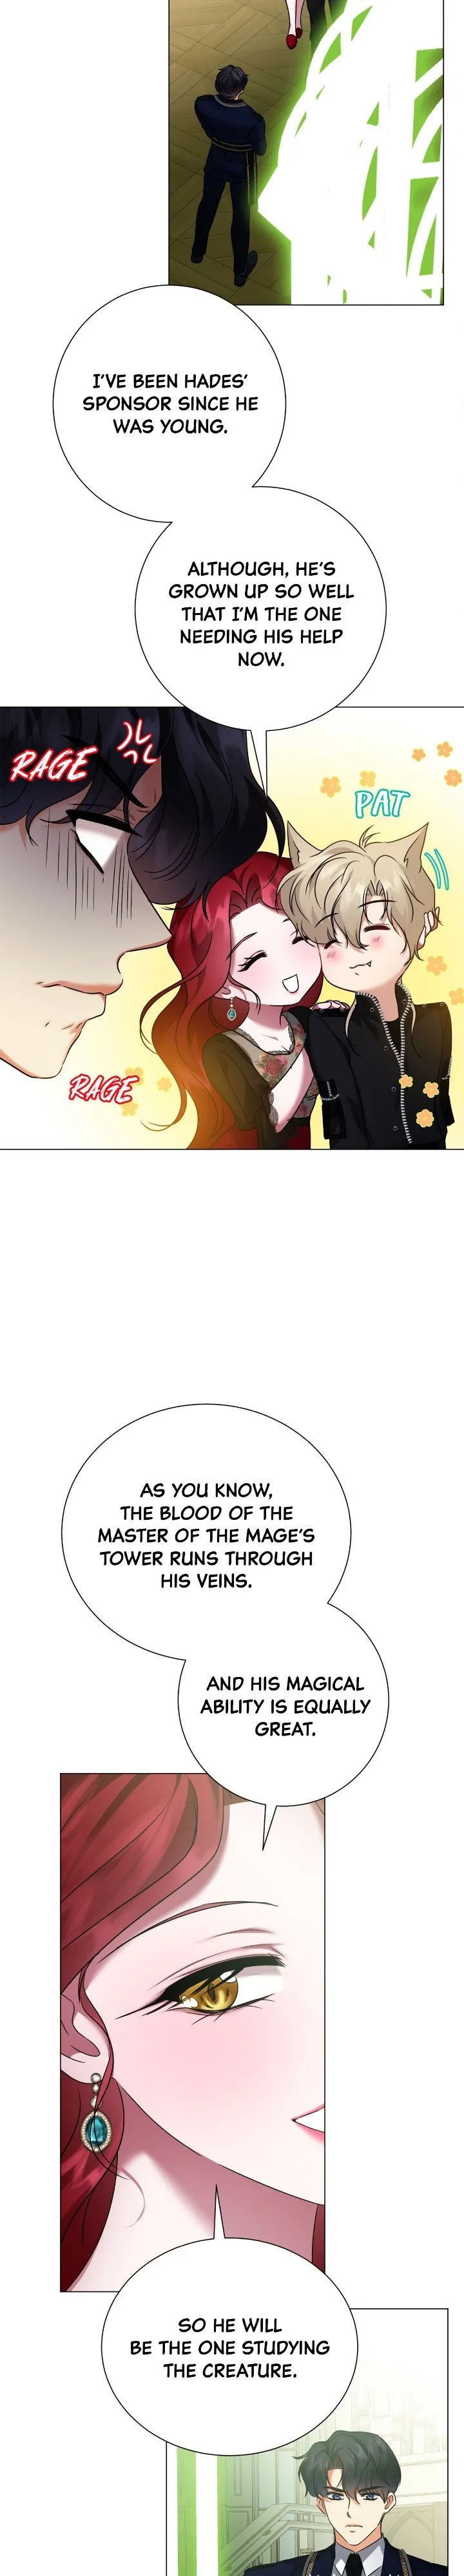 I'VE BEEN HADES'
SPONSOR SINCE HE
WAS YOUNG.
ALTHOUGH, HE'S
GROWN UP SO WELL
THAT I'M THE ONE
NEEDING HIS HELP
NOW.
RAGE
PAT
RAGE
AS YOU KNOW,
THE BLOOD OF THE
MASTER OF THE MAGE'S
TOWER RUNS THROUGH
HIS VEINS.
AND HIS MAGICAL
ABILITY IS EQUALLY
GREAT.
SO HE WILL
BE THE ONE STUDYING
THE CREATURE.